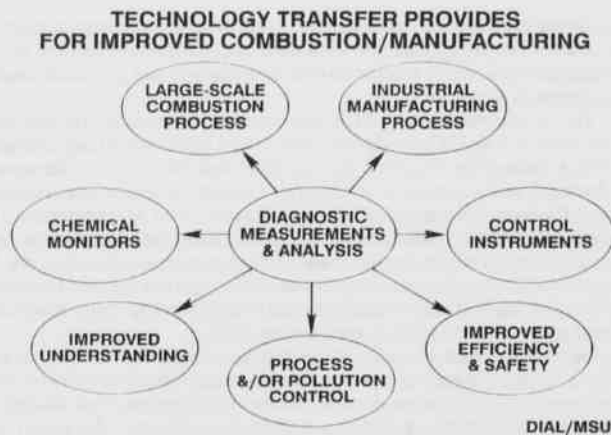 TECHNOLOGY TRANSFER PROVIDES
FOR IMPROVED COMBUSTION/MANUFACTURING
LARGE-SCALE
COMBUSTION
PROCESS
INDUSTRIAL
MANUFACTURING
PROCESS
CHEMICAL
MONITORS
DIAGNOSTIC
MEASUREMENTS
& ANALYSIS
CONTROL
INSTRUMENTS
IMPROVED
UNDERSTANDING
PROCESS
&/OR POLLUTION
CONTROL
IMPROVED
EFFICIENCY
& SAFETY
DIAL/MSU